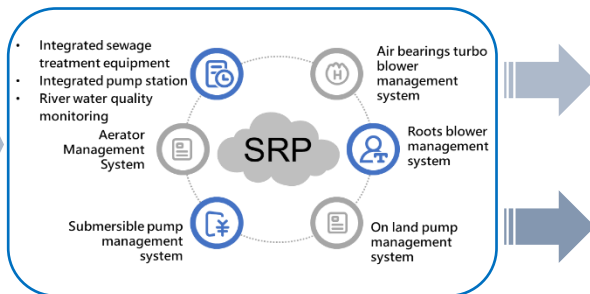 • Integrated sewage
treatment equipment
• Integrated pump station
• River water quality
monitoring
Air bearings turbo
blower
management
system
Aerator
Management
System
SRP
Roots blower
management
system
Submersible pump
management
system
On land pump
management
system